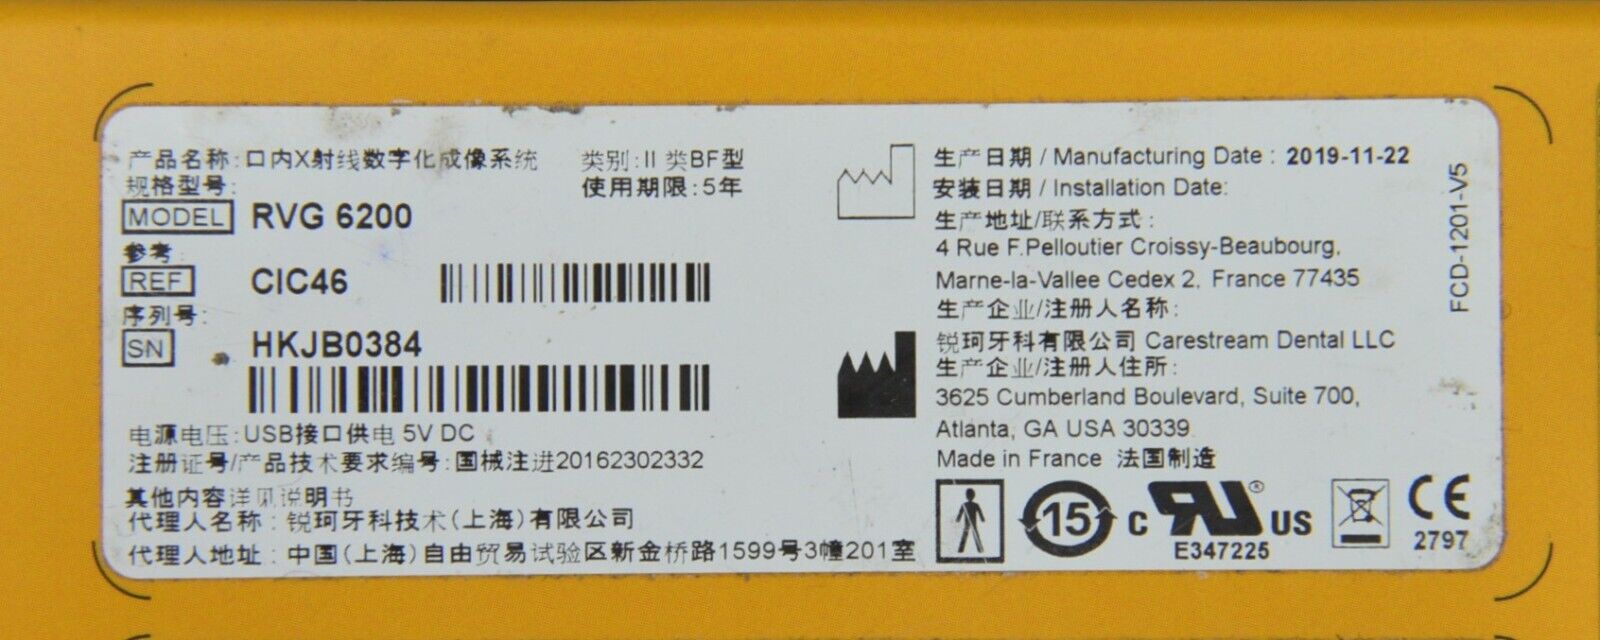 产品名称:口内X射线数字化成像系统 类别:II 类BF型
规格型号: 使用期限:5年
MODEL RVG 6200
参考:
REF CIC46
序列号:
SN HKJB0384
电源电压:USB接口供电 5V DC
注册证号/产品技术要求编号:国械注进20162302332
其他内容详见说明书
代理人名称:锐珂牙科技术(上海)有限公司
代理人地址:中国(上海)自由贸易试验区新金桥路1599号3幢201室
生产日期 / Manufacturing Date : 2019-11-22
安装日期 / Installation Date:
生产地址/联系方式:
4 Rue F.Pelloutier Croissy-Beaubourg,
Marne-la-Vallee Cedex 2, France 77435
生产企业/注册人名称:
锐珂牙科有限公司 Carestream Dental LLC
生产企业/注册人住所:
3625 Cumberland Boulevard, Suite 700,
Atlanta, GA USA 30339
Made in France 法国制造
15 C RU® US CE
E347225 2797
FCD-1201-V5